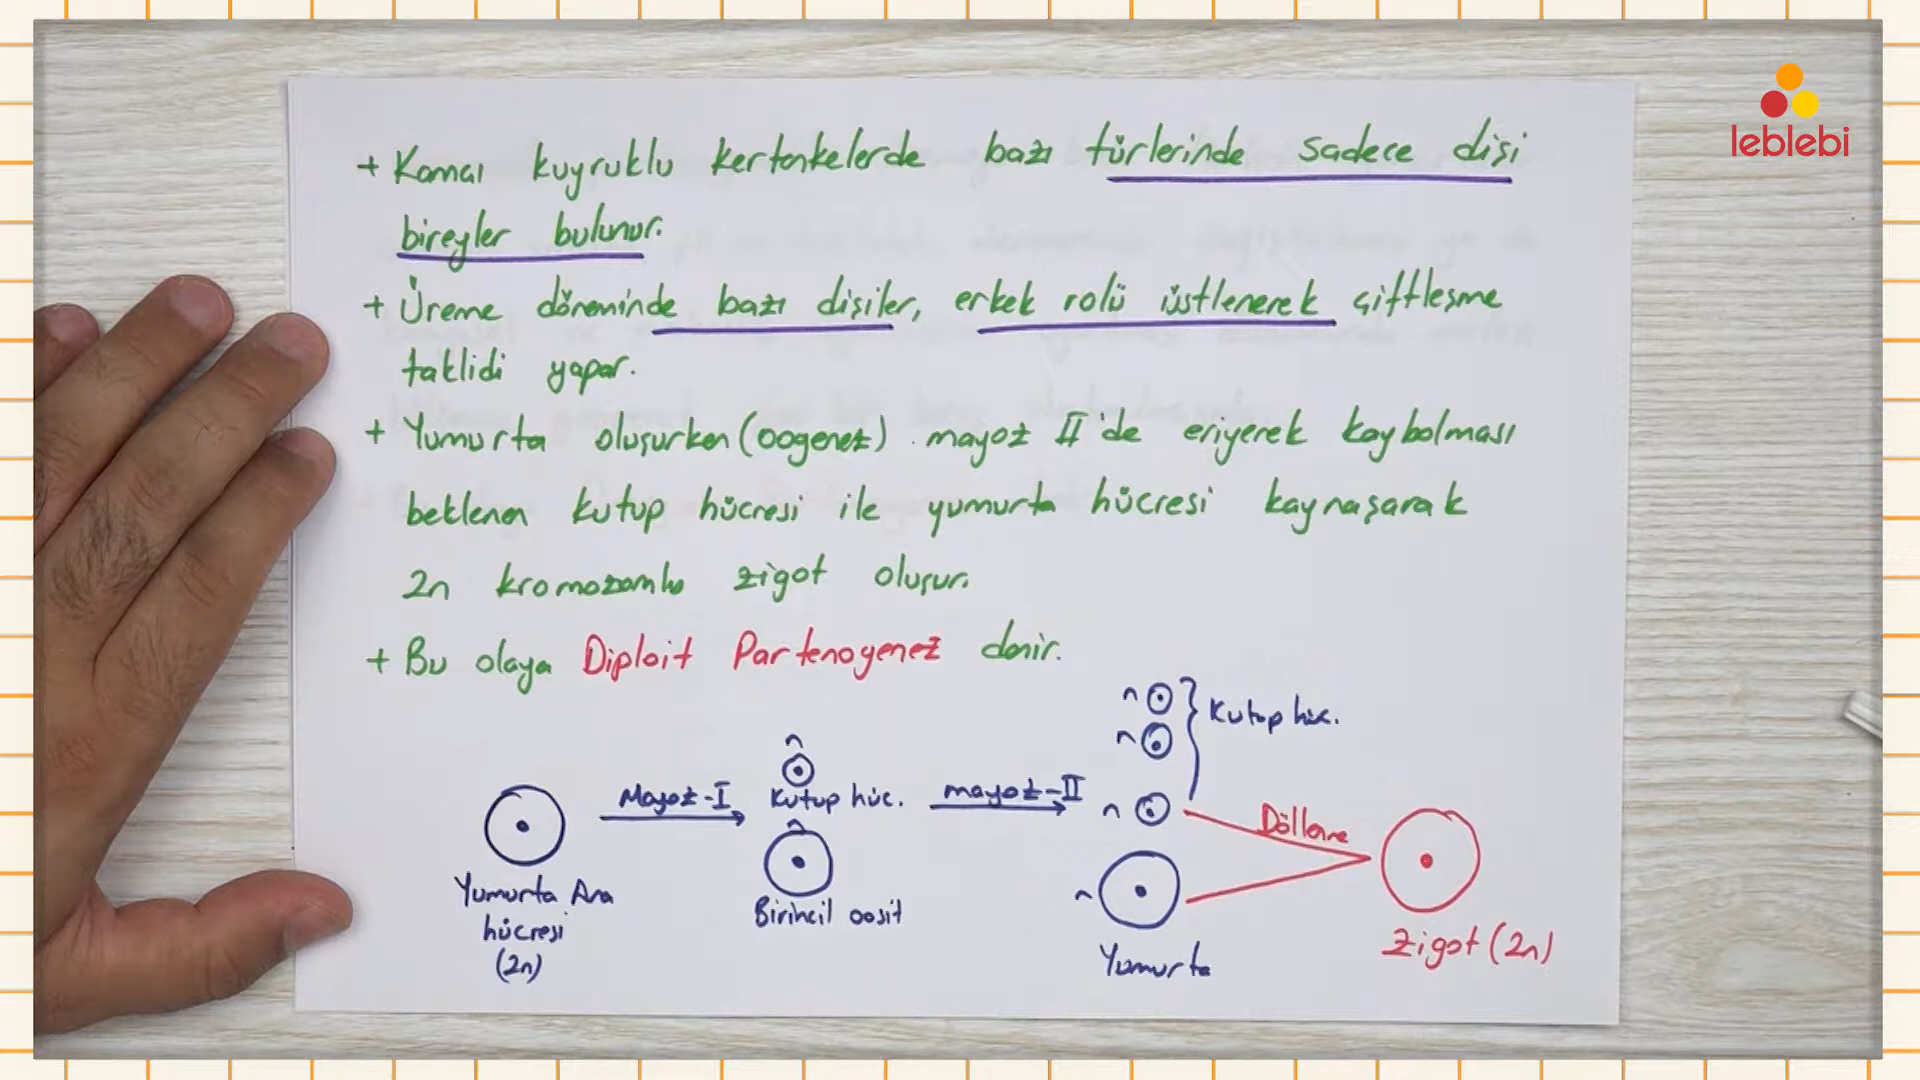 + Kamçı kuyruklu kertenkelerde bazı türlerinde sadece dişi
bireyler bulunur.
+ Üreme döneminde bazı dişiler, erkek rolü üstlenerek çiftleşme
taklidi yapar.
+ Yumurta oluşurken (oogenez) mayoz II'de eriyerek kaybolması
beklenen kutup hücresi ile yumurta hücresi kaynaşarak
2n kromozomlu zigot oluşur.
+ Bu olaya Diploit Partenogenez denir.
Yumurta Ana
hücresi
(2n)
Mayoz-I
n
Kutup hüc.
n
Birincil oosit
mayoz-II
n
n
Kutup hüc.
n
n
Yumurta
Döllenme
Zigot (2n)
leblebi